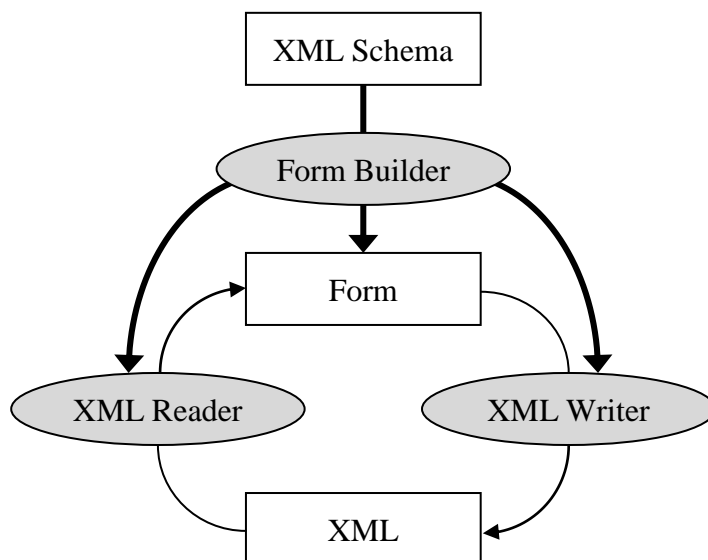 XML Schema
Form Builder
Form
XML Reader
XML Writer
XML